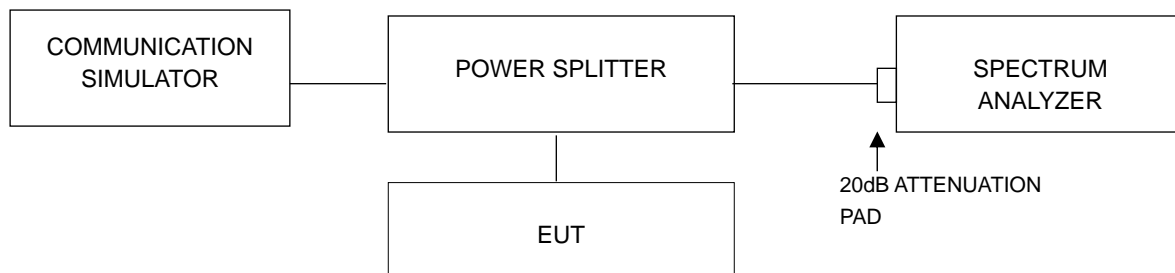 COMMUNICATION
SIMULATOR
POWER SPLITTER
SPECTRUM
ANALYZER
20dB ATTENUATION
PAD
EUT